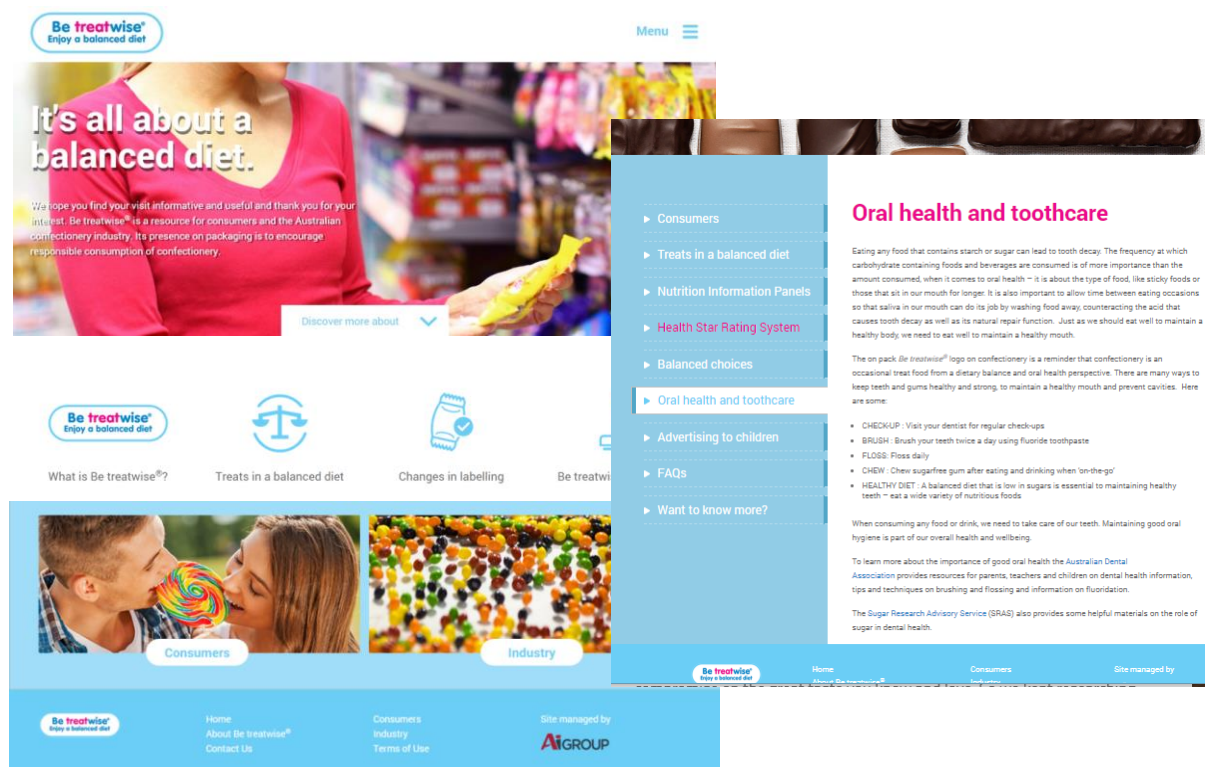 Be treatwise®
Enjoy a balanced diet
Menu
It's all about a
balanced diet.
We hope you find your visit informative and useful and thank you for your
interest. Be treatwise® is a resource for consumers and the Australian
confectionery industry. Its presence on packaging is to encourage
responsible consumption of confectionery.
Discover more about
Be treatwise®
Enjoy a balanced diet
What is Be treatwise®?
Treats in a balanced diet
Changes in labelling
Be treatwi
Consumers
Industry
Be treatwise®
Enjoy a balanced diet
Home
About Be treatwise®
Contact Us
Consumers
Industry
Terms of Use
Site managed by
Ai GROUP
Consumers
Treats in a balanced diet
Nutrition Information Panels
Health Star Rating System
Balanced choices
Oral health and toothcare
Advertising to children
FAQs
Want to know more?
Oral health and toothcare
Eating any food that contains starch or sugar can lead to tooth decay. The frequency at which
carbohydrate containing foods and beverages are consumed is of more importance than the
amount consumed, when it comes to oral health – it is about the type of food, like sticky foods or
those that sit in our mouth for longer. It is also important to allow time between eating occasions
so that saliva in our mouth can do its job by washing food away, counteracting the acid that
causes tooth decay as well as its natural repair function. Just as we should eat well to maintain a
healthy body, we need to eat well to maintain a healthy mouth.
The on pack Be treatwise® logo on confectionery is a reminder that confectionery is an
occasional treat food from a dietary balance and oral health perspective. There are many ways to
keep teeth and gums healthy and strong, to maintain a healthy mouth and prevent cavities. Here
are some:
• CHECK-UP : Visit your dentist for regular check-ups
• BRUSH : Brush your teeth twice a day using fluoride toothpaste
• FLOSS: Floss daily
• CHEW : Chew sugarfree gum after eating and drinking when 'on-the-go'
• HEALTHY DIET : A balanced diet that is low in sugars is essential to maintaining healthy
teeth – eat a wide variety of nutritious foods
When consuming any food or drink, we need to take care of our teeth. Maintaining good oral
hygiene is part of our overall health and wellbeing.
To learn more about the importance of good oral health the Australian Dental
Association provides resources for parents, teachers and children on dental health information,
tips and techniques on brushing and flossing and information on fluoridation.
The Sugar Research Advisory Service (SRAS) also provides some helpful materials on the role of
sugar in dental health.
Be treatwise®
Enjoy a balanced diet
Home
About Be treatwise®
Consumers
Industry
Site managed by